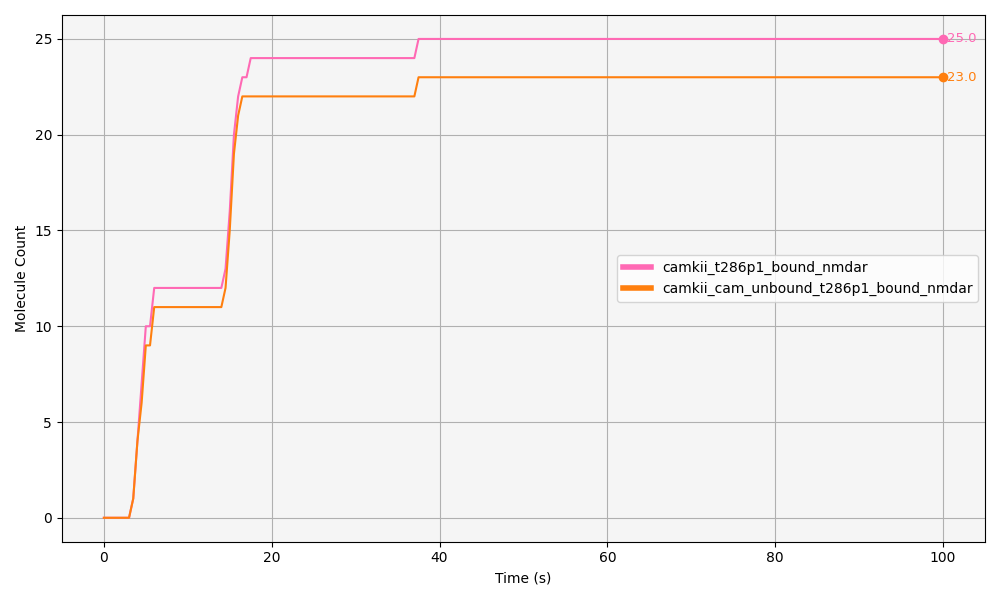 25
20
15
10
5
0
Molecule Count
25.0
23.0
camkii_t286p1_bound_nmdar
camkii_cam_unbound_t286p1_bound_nmdar
0 20 40 60 80 100
Time (s)